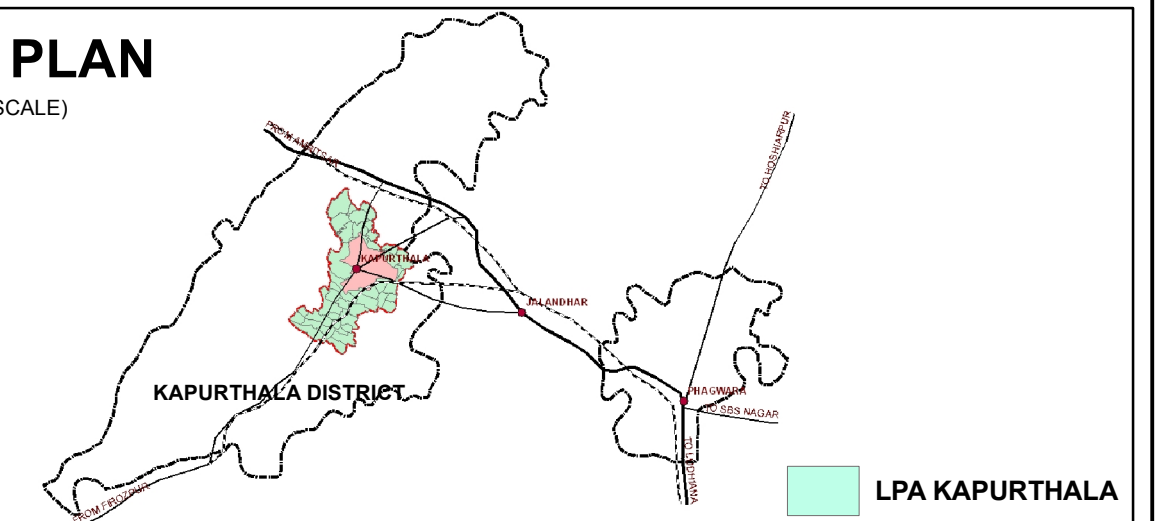 PLAN
SCALE)
FROM AMRITSAR
TO HOSHIARPUR
KAPURTHALA
JALANDHAR
KAPURTHALA DISTRICT
PHAGWARA
TO SBS NAGAR
TO LUDHIANA
FROM FIROZPUR
LPA KAPURTHALA